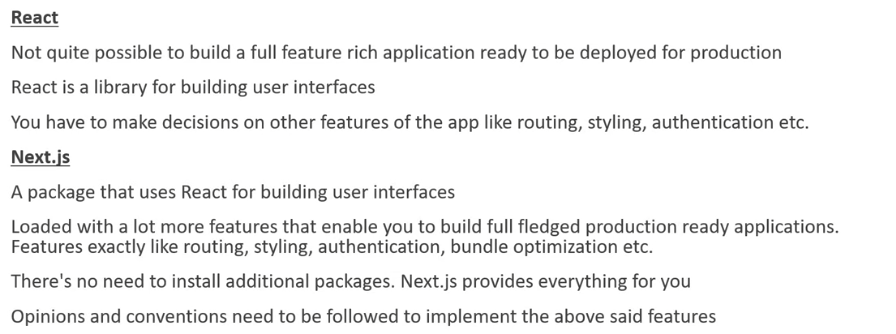 React
Not quite possible to build a full feature rich application ready to be deployed for production
React is a library for building user interfaces
You have to make decisions on other features of the app like routing, styling, authentication etc.
Next.js
A package that uses React for building user interfaces
Loaded with a lot more features that enable you to build full fledged production ready applications.
Features exactly like routing, styling, authentication, bundle optimization etc.
There's no need to install additional packages. Next.js provides everything for you
Opinions and conventions need to be followed to implement the above said features